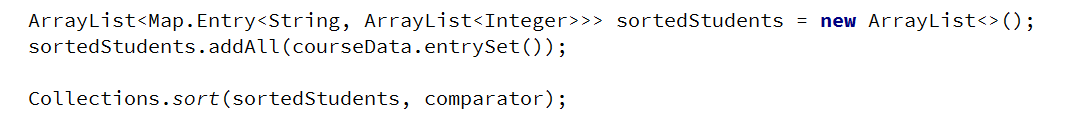 ArrayList<Map.Entry<String, ArrayList<Integer>>> sortedStudents = new ArrayList<>();
sortedStudents.addAll(courseData.entrySet());
Collections.sort(sortedStudents, comparator);